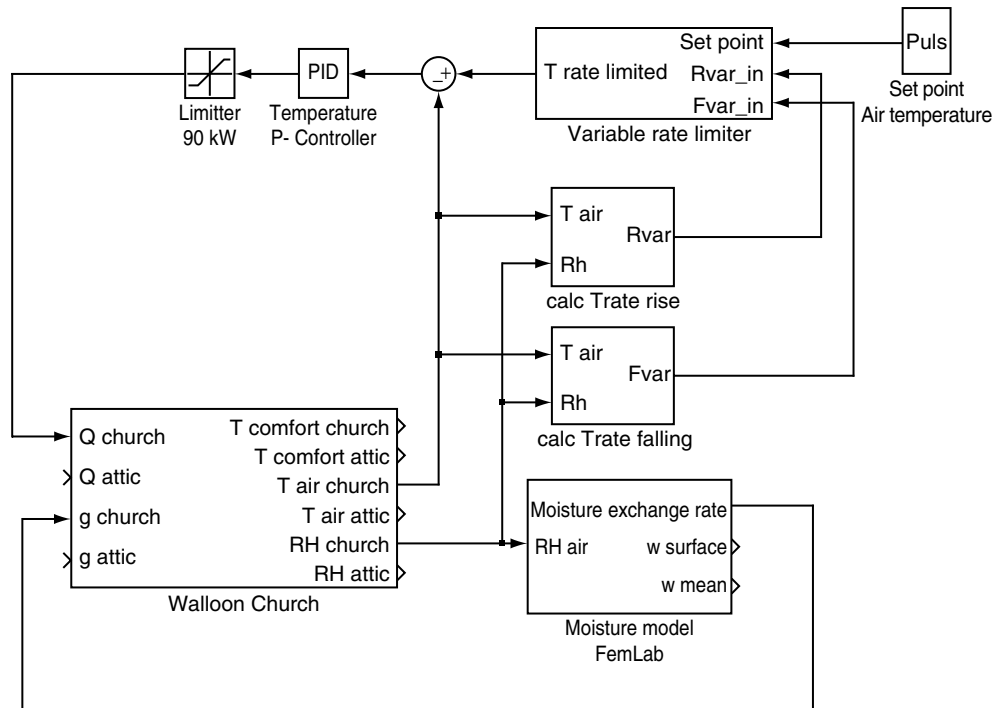 Set point
Rvar_in
Fvar_in
T rate limited
Variable rate limiter
Puls
Set point
Air temperature
_+
PID
Temperature
P- Controller
Limitter
90 kW
T air
Rh
Rvar
calc Trate rise
T air
Rh
Fvar
calc Trate falling
Q church
Q attic
g church
g attic
T comfort church
T comfort attic
T air church
T air attic
RH church
RH attic
Walloon Church
Moisture exchange rate
RH air
w surface
w mean
Moisture model
FemLab